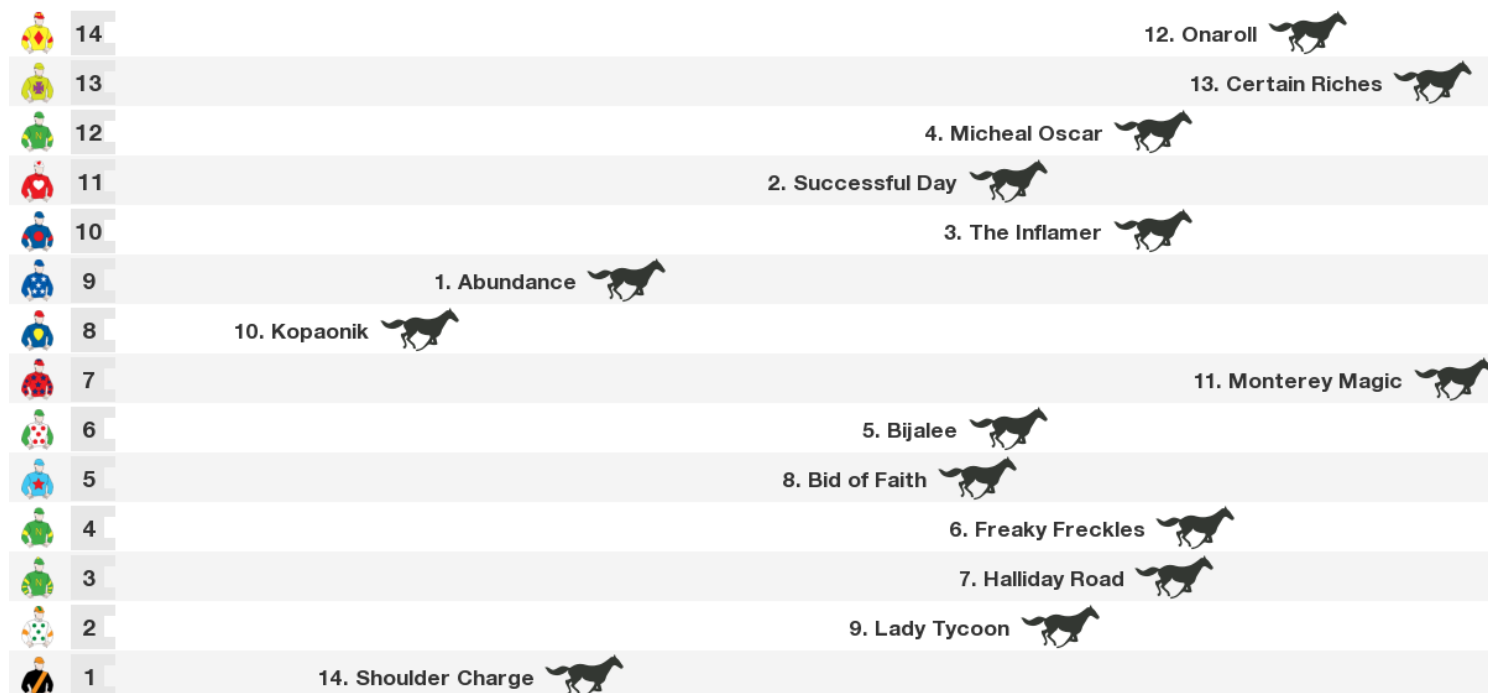 14 12. Onaroll
13 13. Certain Riches
N 12 4. Micheal Oscar
11 2. Successful Day
10 3. The Inflamer
9 1. Abundance
8 10. Kopaonik
7 11. Monterey Magic
6 5. Bijalee
5 8. Bid of Faith
N 4 6. Freaky Freckles
N 3 7. Halliday Road
2 9. Lady Tycoon
1 14. Shoulder Charge